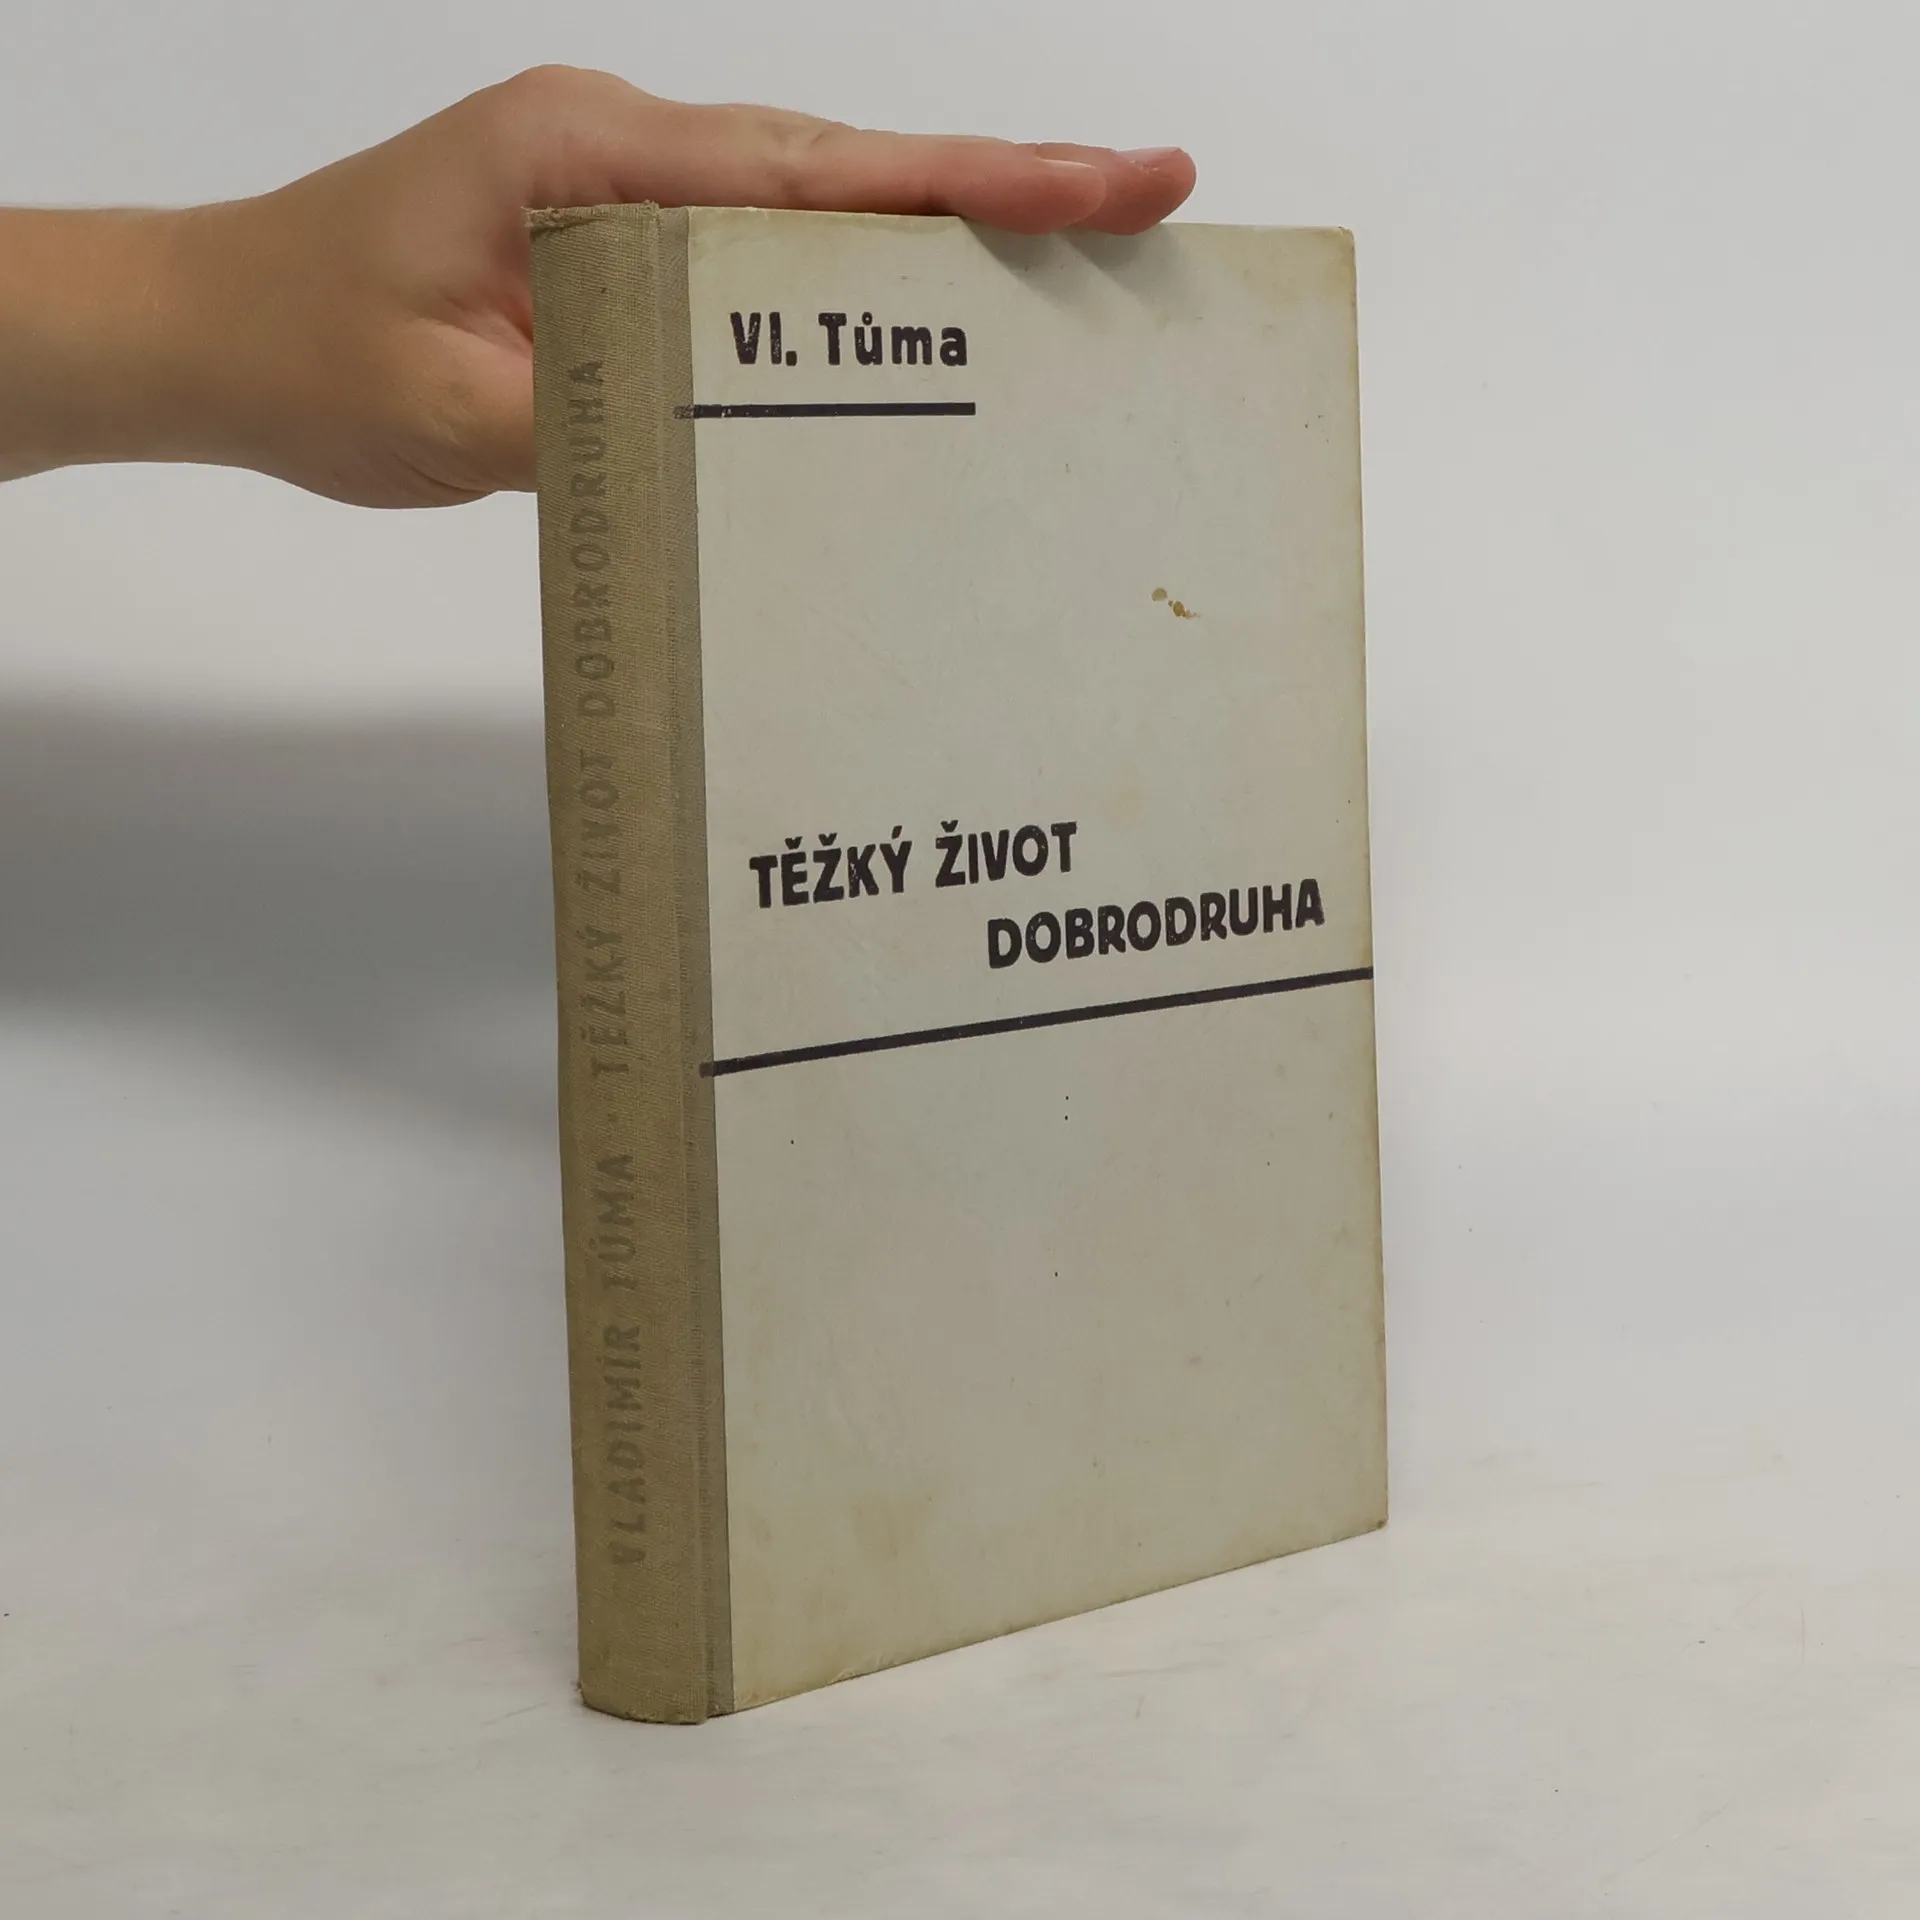 Vl. Tůma
TĚŽKÝ ŽIVOT
DOBRODRUHA
VLADIMÍR TŮMA - TĚŽKÝ ŽIVOT DOBRODRUHA